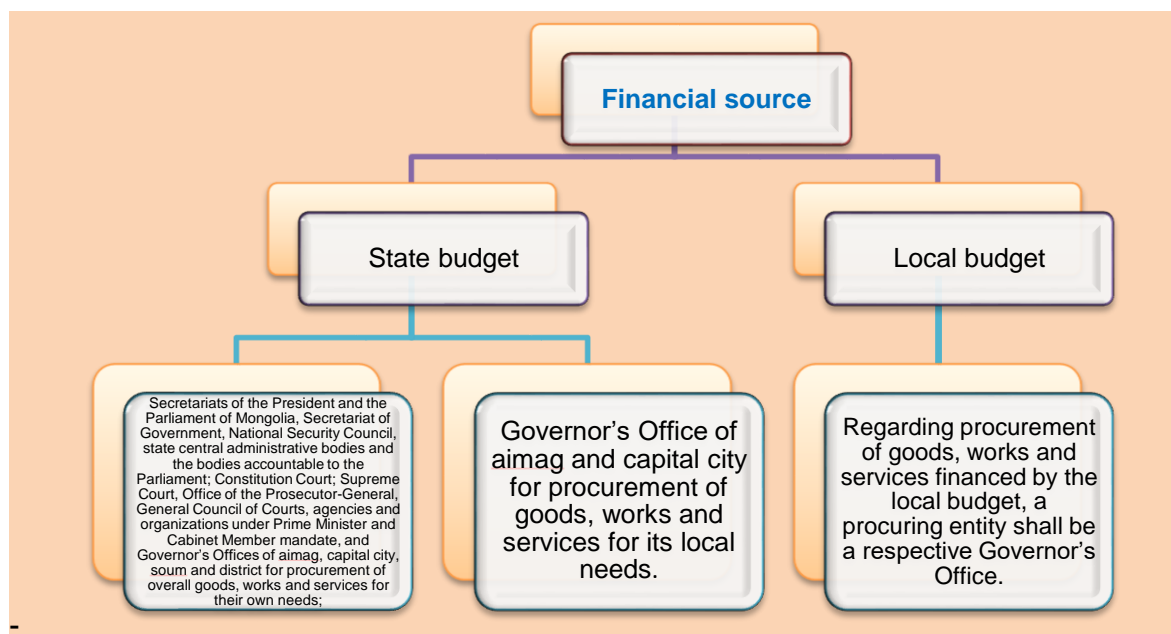 Financial source
State budget
Local budget
Secretariats of the President and the
Parliament of Mongolia, Secretariat of
Government, National Security Council,
state central administrative bodies and
the bodies accountable to the
Parliament; Constitution Court; Supreme
Court, Office of the Prosecutor-General,
General Council of Courts, agencies and
organizations under Prime Minister and
Cabinet Member mandate, and
Governor's Offices of aimag, capital city,
soum and district for procurement of
overall goods, works and services for
their own needs;
Governor’s Office of
aimag and capital city
for procurement of
goods, works and
services for its local
needs.
Regarding procurement
of goods, works and
services financed by the
local budget, a
procuring entity shall be
a respective Governor’s
Office.
-